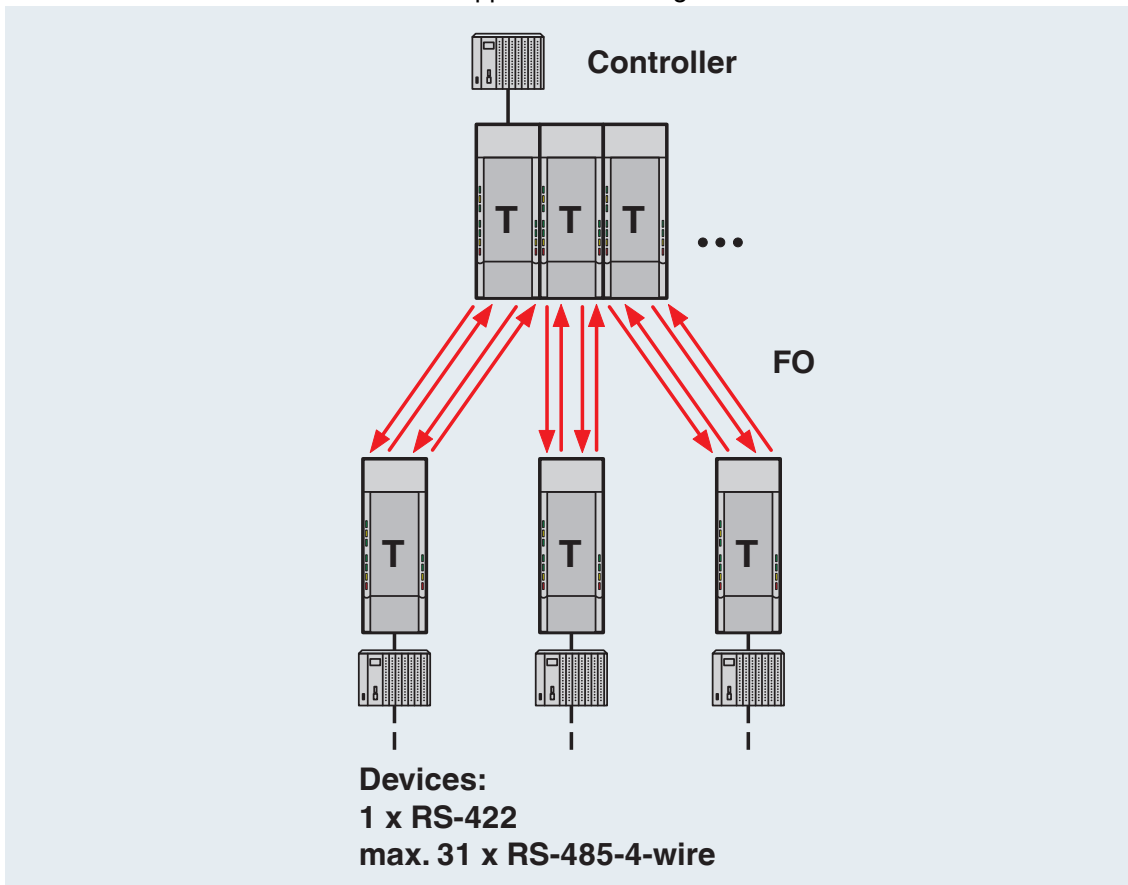 Controller
T T T
...
FO
T T T
Devices:
1 x RS-422
max. 31 x RS-485-4-wire